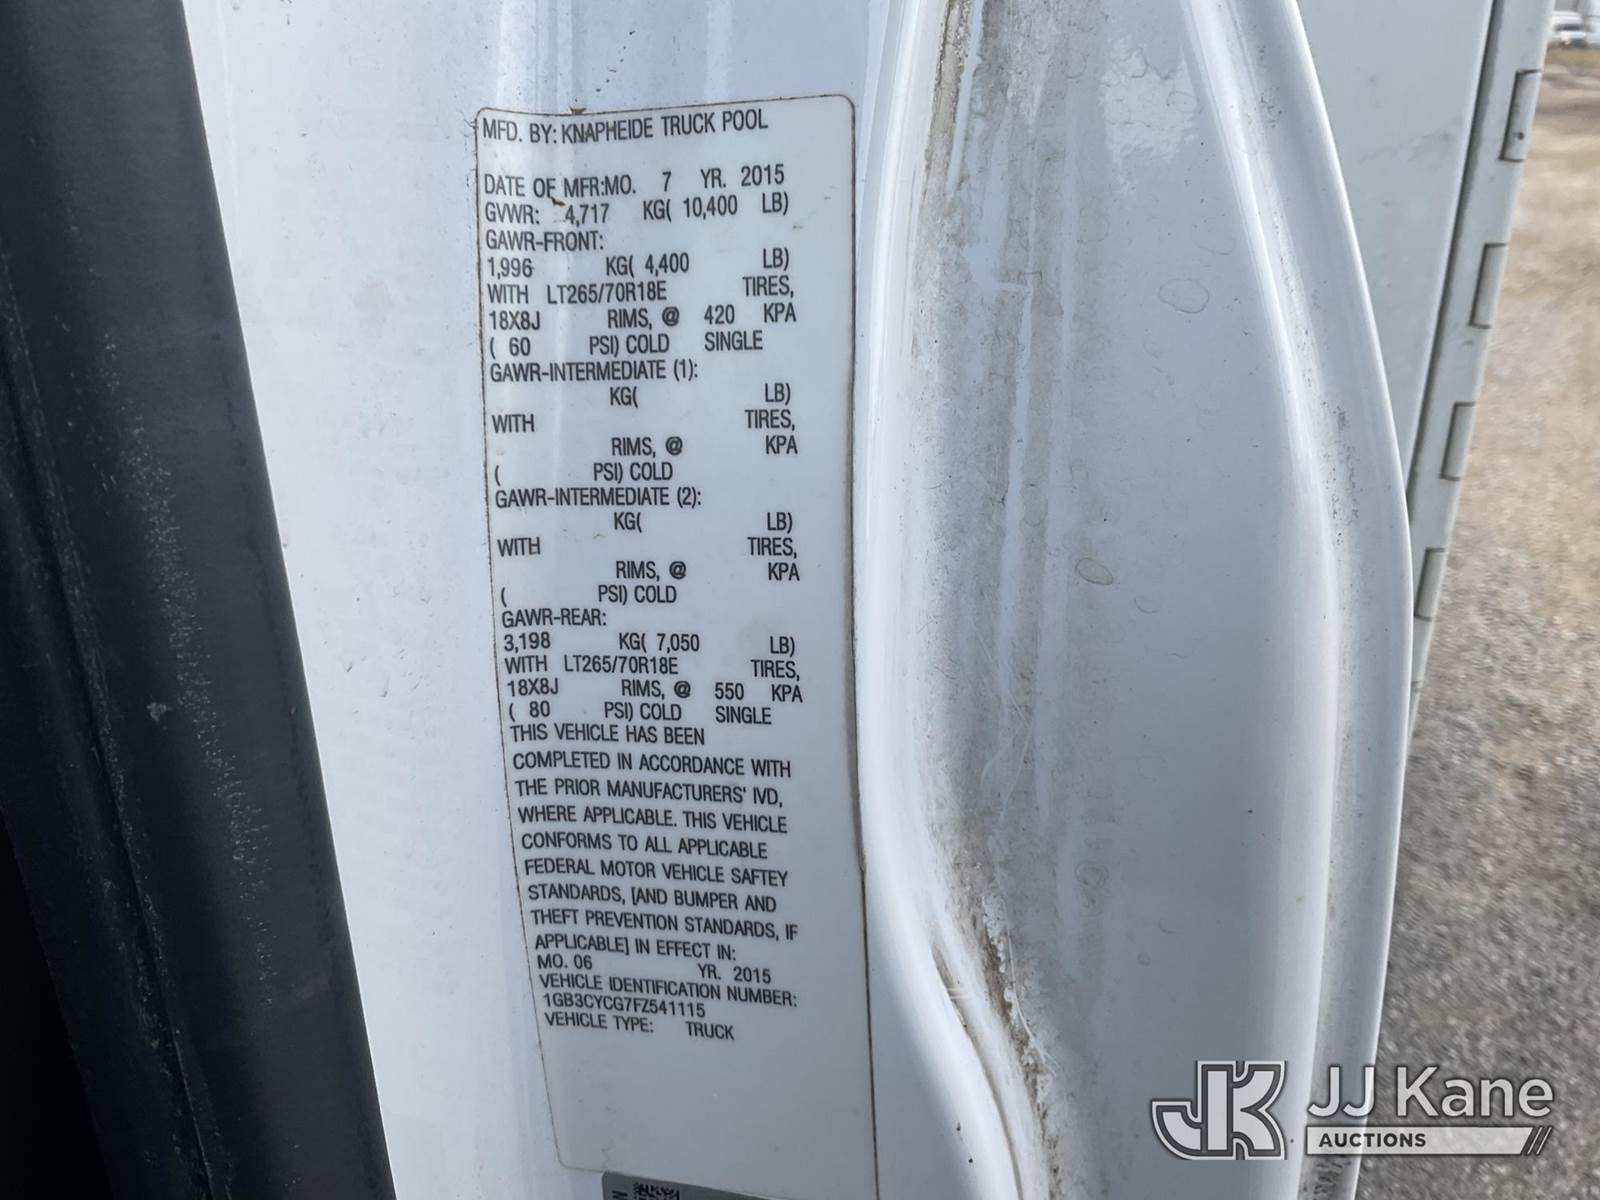 MFD. BY: KNAPHEIDE TRUCK POOL
DATE OF MFR:MO. 7 YR. 2015
GVWR: 4,717 KG( 10,400 LB)
GAWR-FRONT:
1,996 KG( 4,400 LB)
WITH LT265/70R18E TIRES,
18X8J RIMS, @ 420 KPA
( 60 PSI) COLD SINGLE
GAWR-INTERMEDIATE (1):
KG( LB)
WITH TIRES,
RIMS, @ KPA
( PSI) COLD
GAWR-INTERMEDIATE (2):
KG( LB)
WITH TIRES,
RIMS, @ KPA
( PSI) COLD
GAWR-REAR:
3,198 KG( 7,050 LB)
WITH LT265/70R18E TIRES,
18X8J RIMS, @ 550 KPA
( 80 PSI) COLD SINGLE
THIS VEHICLE HAS BEEN
COMPLETED IN ACCORDANCE WITH
THE PRIOR MANUFACTURERS' IVD,
WHERE APPLICABLE. THIS VEHICLE
CONFORMS TO ALL APPLICABLE
FEDERAL MOTOR VEHICLE SAFTEY
STANDARDS, [AND BUMPER AND
THEFT PREVENTION STANDARDS, IF
APPLICABLE] IN EFFECT IN:
MO. 06 YR. 2015
VEHICLE IDENTIFICATION NUMBER:
1GB3CYCG7FZ541115
VEHICLE TYPE: TRUCK
JK JJ Kane
AUCTIONS